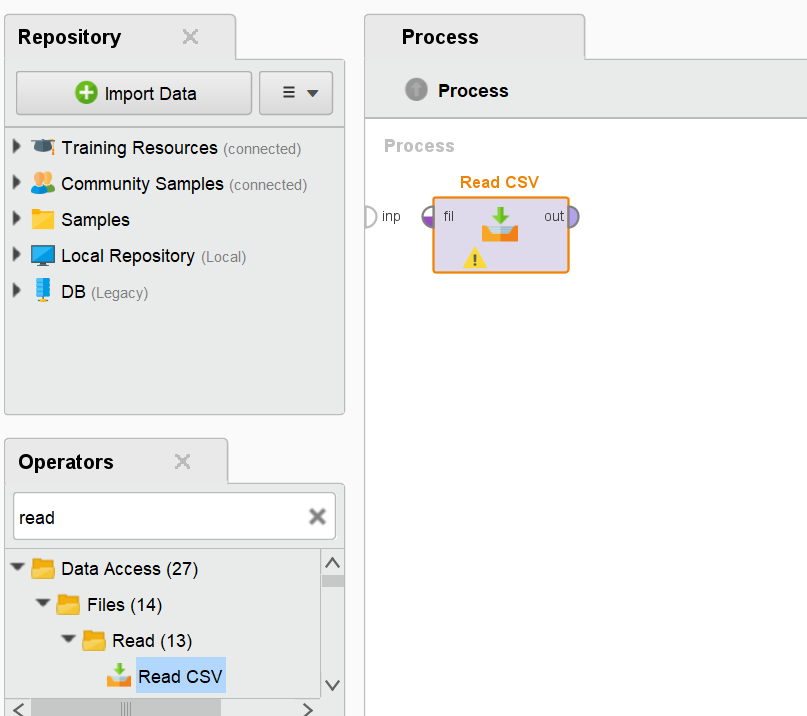 Repository
Import Data
Training Resources (connected)
Community Samples (connected)
Samples
Local Repository (Local)
DB (Legacy)
Operators
read
Data Access (27)
Files (14)
Read (13)
Read CSV
Process
Process
Process
Read CSV
inp fil out